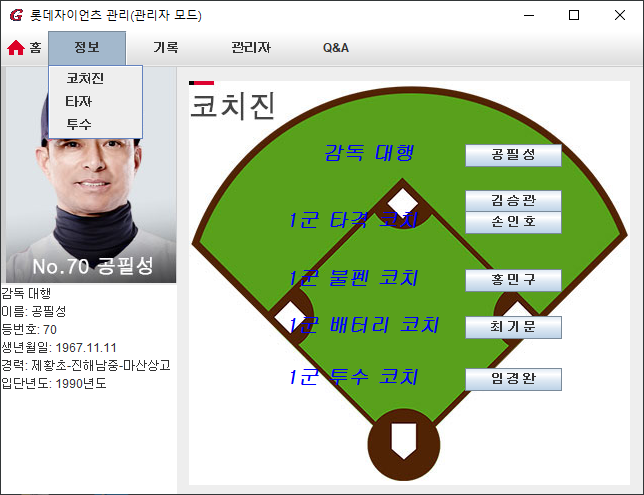 G 롯데자이언츠 관리(관리자 모드)
홈 정보 기록 관리자 Q&A
코치진
타자
투수
No.70 공필성
감독 대행
이름: 공필성
등번호: 70
생년월일: 1967.11.11
경력: 제황초-진해남중-마산상고
입단년도: 1990년도
코치진
감독 대행 공필성
김승관
1군 타격 코치 손인호
1군 불펜 코치 홍민구
1군 배터리 코치 최기문
1군 투수 코치 임경완